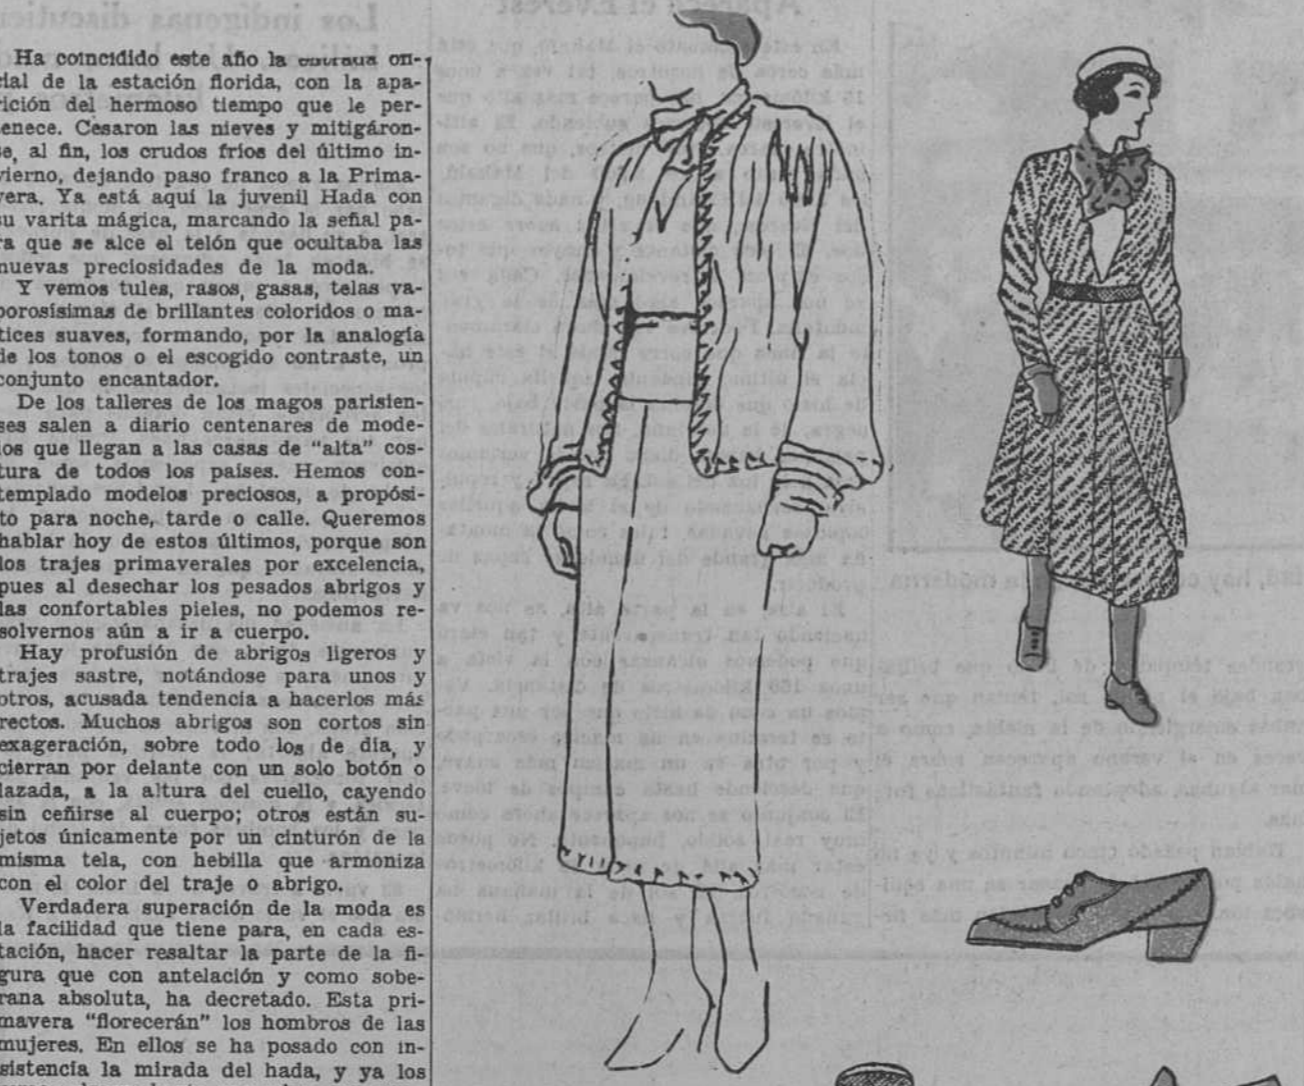 Ha coincidido este año la entrada ofi-
cial de la estación florida, con la apa-
rición del hermoso tiempo que le per-
tenece. Cesaron las nieves y mitigáron-
se, al fin, los crudos fríos del último in-
vierno, dejando paso franco a la Prima-
vera. Ya está aquí la juvenil Hada con
su varita mágica, marcando la señal pa-
ra que se alce el telón que ocultaba las
nuevas preciosidades de la moda.
Y vemos tules, rasos, gasas, telas va-
porosísimas de brillantes coloridos o ma-
tices suaves, formando, por la analogía
de los tonos o el escogido contraste, un
conjunto encantador.
De los talleres de los magos parisien-
ses salen a diario centenares de mode-
los que llegan a las casas de "alta" cos-
tura de todos los países. Hemos con-
templado modelos preciosos, a propósi-
to para noche, tarde o calle. Queremos
hablar hoy de estos últimos, porque son
los trajes primaverales por excelencia,
pues al desechar los pesados abrigos y
las confortables pieles, no podemos re-
solvernos aún a ir a cuerpo.
Hay profusión de abrigos ligeros y
trajes sastre, notándose para unos y
otros, acusada tendencia a hacerlos más
rectos. Muchos abrigos son cortos sin
exageración, sobre todo los de día, y
cierran por delante con un solo botón o
lazada, a la altura del cuello, cayendo
sin ceñirse al cuerpo; otros están su-
jetos únicamente por un cinturón de la
misma tela, con hebilla que armoniza
con el color del traje o abrigo.
Verdadera superación de la moda es
la facilidad que tiene para, en cada es-
tación, hacer resaltar la parte de la fi-
gura que con antelación y como sobe-
rana absoluta, ha decretado. Esta pri-
mavera "florecerán" los hombros de las
mujeres. En ellos se ha posado con in-
sistencia la mirada del hada, y ya los